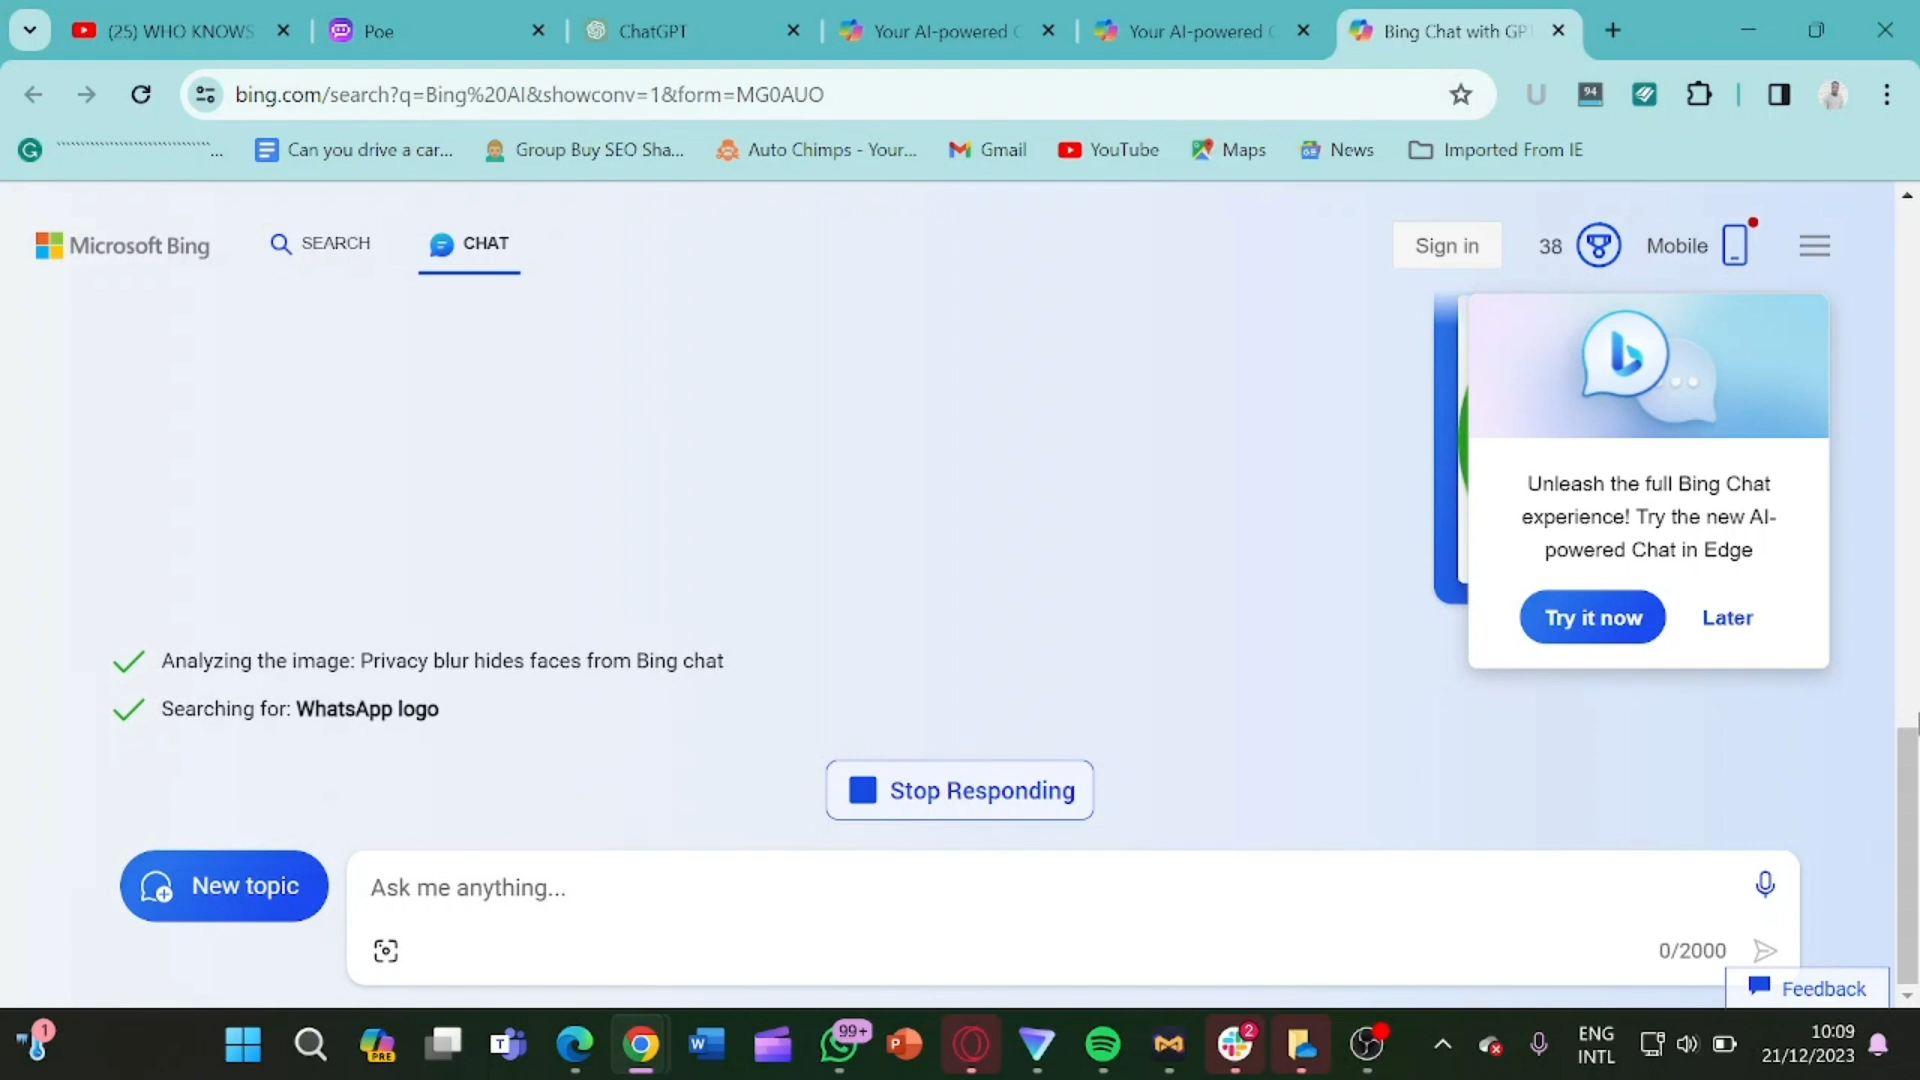 (25) WHO KNOWS
Poe
ChatGPT
Your AI-powered C
Your AI-powered C
Bing Chat with GPT
bing.com/search?q=Bing%20AI&showconv=1&form=MG0AUO
94
...
Can you drive a car...
Group Buy SEO Sha...
Auto Chimps - Your...
Gmail
YouTube
Maps
News
Imported From IE
Microsoft Bing
SEARCH
CHAT
Sign in
38
Mobile
Unleash the full Bing Chat
experience! Try the new AI-
powered Chat in Edge
Try it now
Later
Analyzing the image: Privacy blur hides faces from Bing chat
Searching for: WhatsApp logo
Stop Responding
New topic
Ask me anything...
0/2000
Feedback
1
PRE
99+
2
ENG
INTL
10:09
21/12/2023